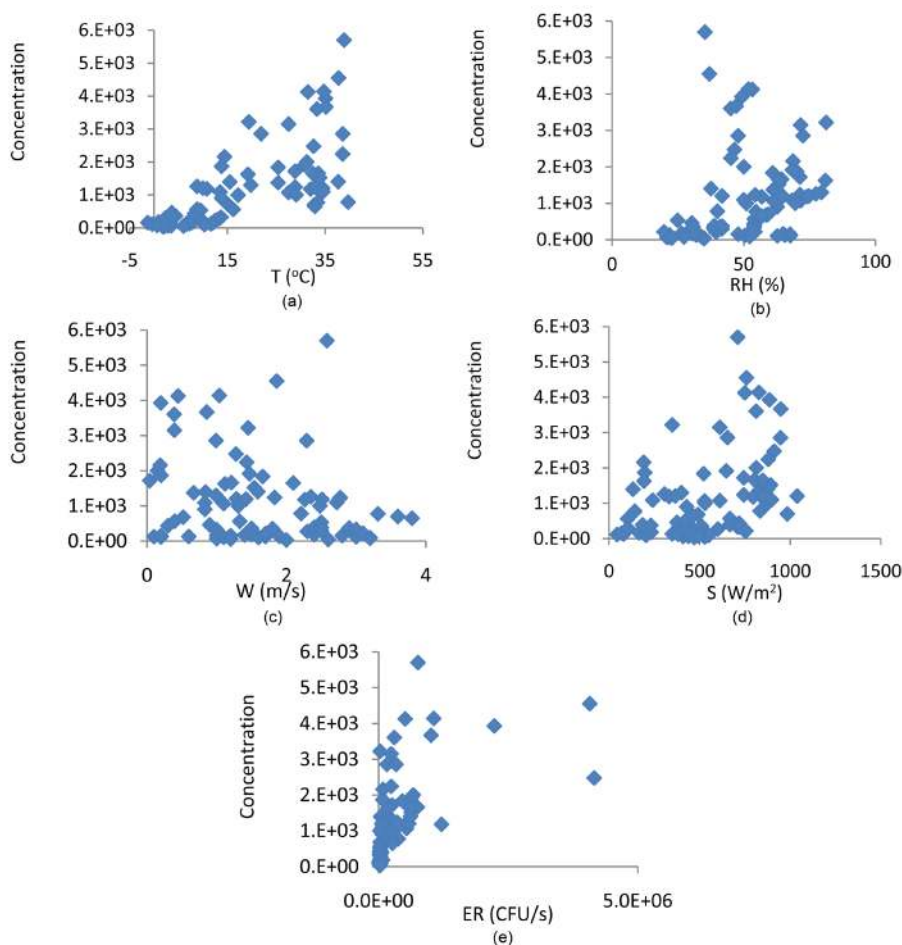 Concentration
6.E+03
5.E+03
4.E+03
3.E+03
2.E+03
1.E+03
0.E+00
-5 15 35 55
T (°C)
(a)
Concentration
6.E+03
5.E+03
4.E+03
3.E+03
2.E+03
1.E+03
0.E+00
0 50 100
RH (%)
(b)
Concentration
6.E+03
5.E+03
4.E+03
3.E+03
2.E+03
1.E+03
0.E+00
0 2 4
W (m/s)
(c)
Concentration
6.E+03
5.E+03
4.E+03
3.E+03
2.E+03
1.E+03
0.E+00
0 500 1000 1500
S (W/m²)
(d)
Concentration
6.E+03
5.E+03
4.E+03
3.E+03
2.E+03
1.E+03
0.E+00
0.0E+00 5.0E+06
ER (CFU/s)
(e)